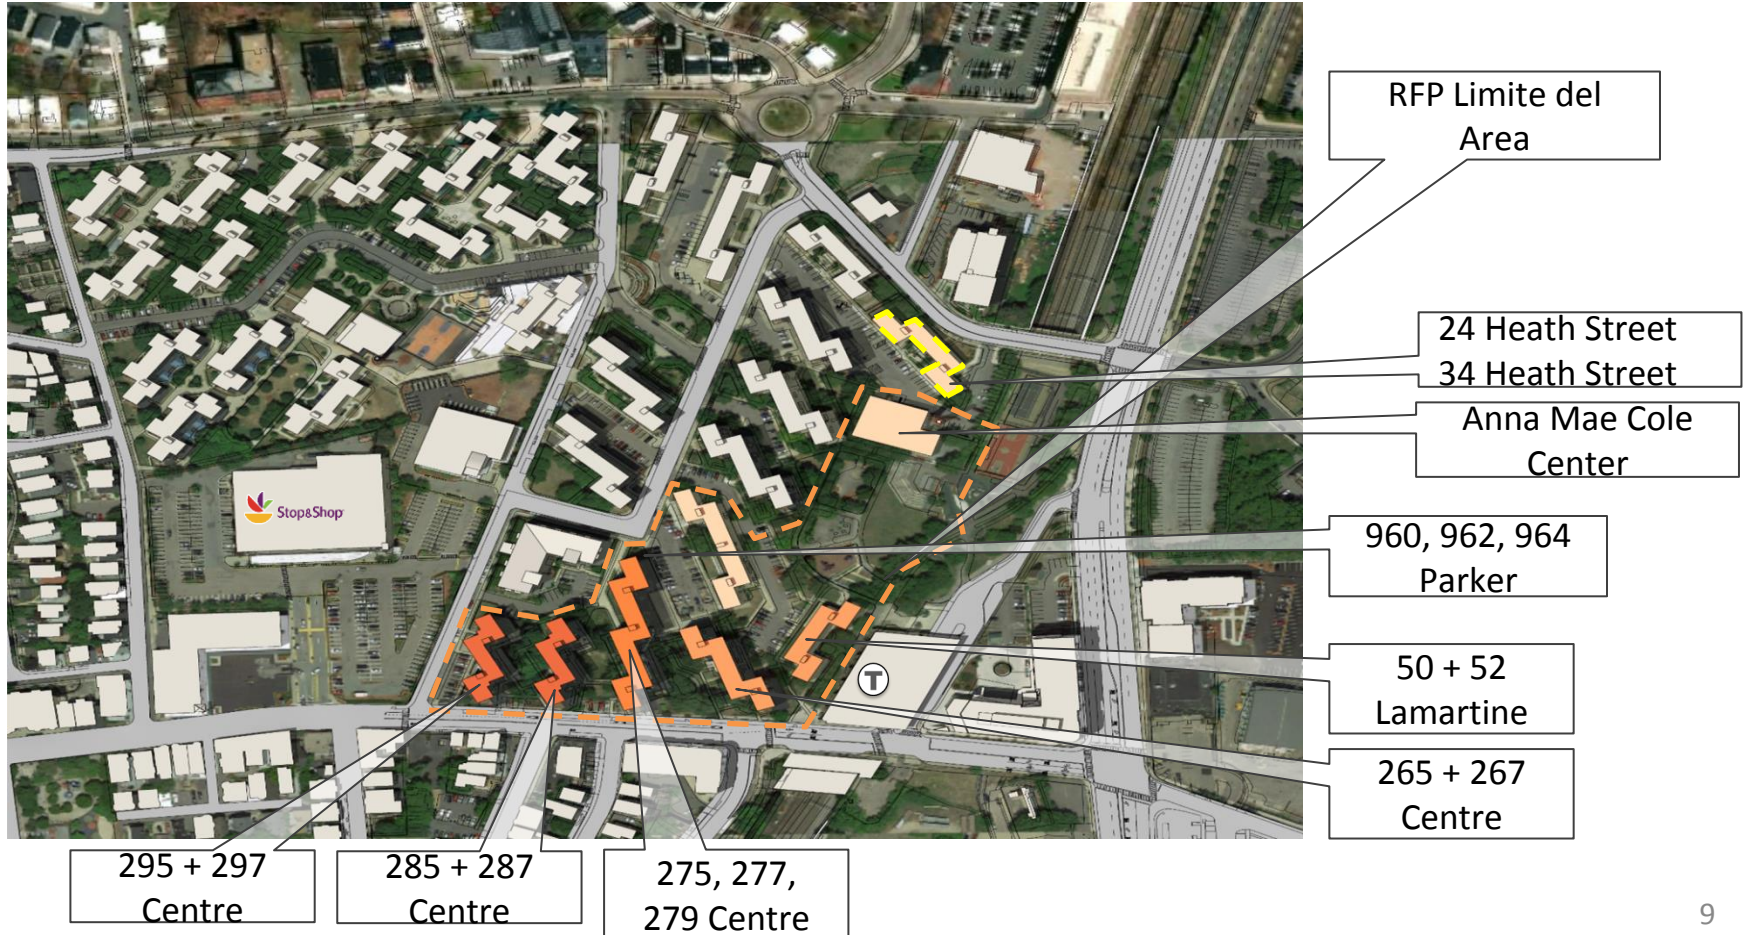 RFP Limite del
Area
24 Heath Street
34 Heath Street
Anna Mae Cole
Center
Stop&Shop
960, 962, 964
Parker
50 + 52
Lamartine
T
265 + 267
Centre
295 + 297
Centre
285 + 287
Centre
275, 277,
279 Centre
9